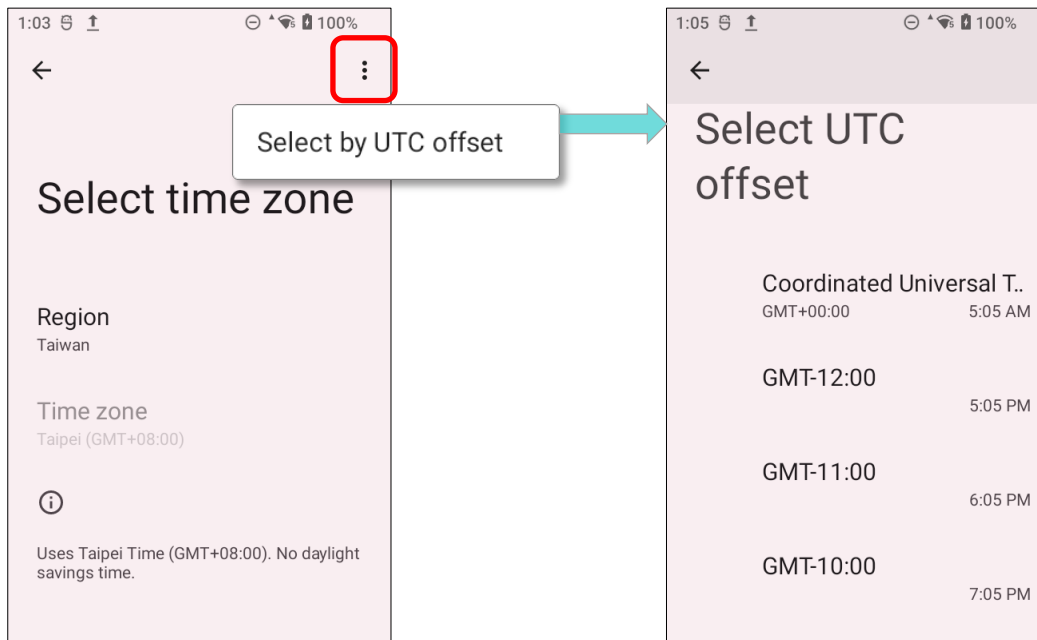 1:03
100%
Select by UTC offset
Select time zone
Region
Taiwan
Time zone
Taipei (GMT+08:00)
Uses Taipei Time (GMT+08:00). No daylight
savings time.
1:05
100%
Select UTC
offset
Coordinated Universal T..
GMT+00:00 5:05 AM
GMT-12:00
5:05 PM
GMT-11:00
6:05 PM
GMT-10:00
7:05 PM